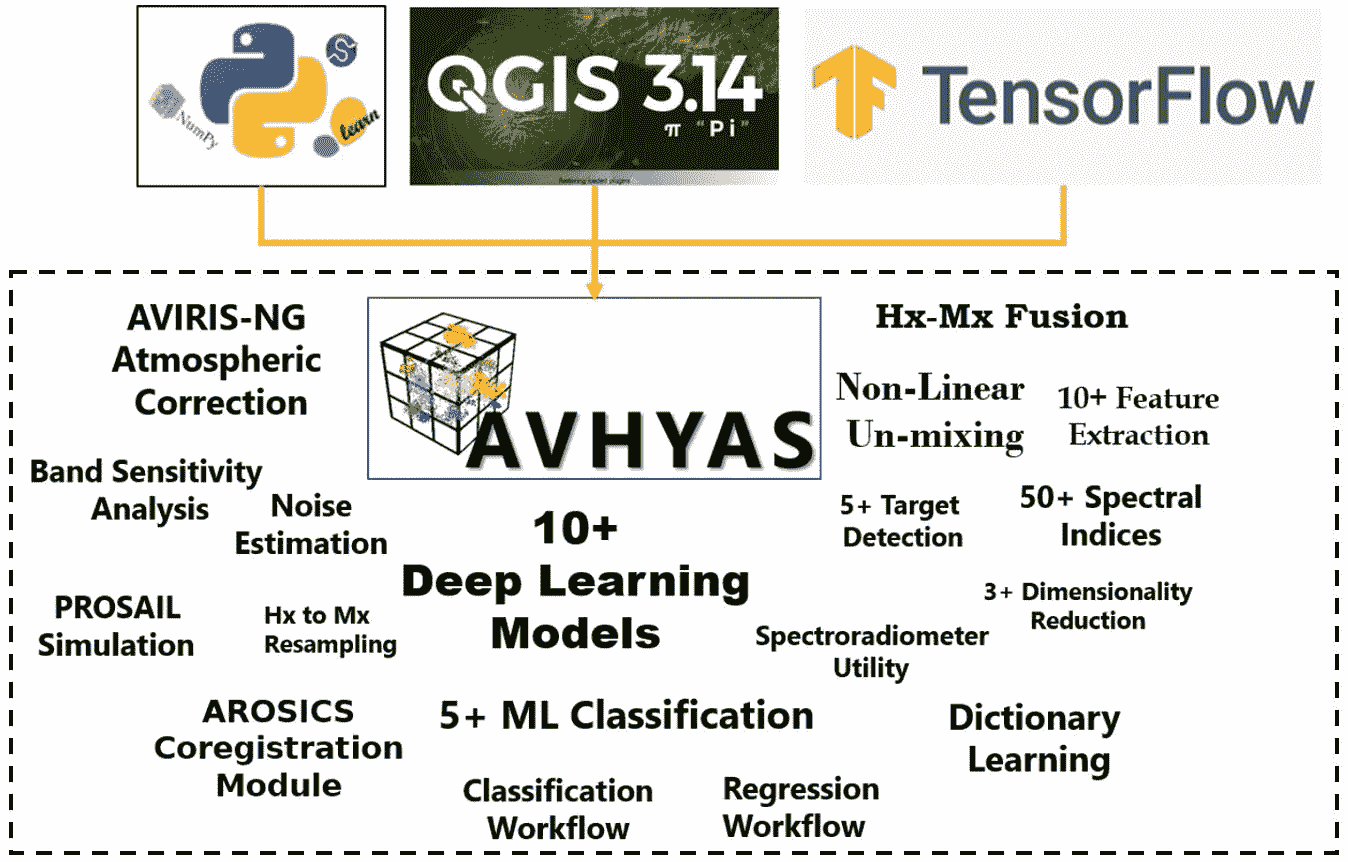 NumPy
S
learn
QGIS 3.14
π "Pi"
Restoring loaded plugins
TensorFlow
AVIRIS-NG
Atmospheric
Correction
AVHYAS
Hx-Mx Fusion
Non-Linear
Un-mixing
10+ Feature
Extraction
Band Sensitivity
Analysis
Noise
Estimation
10+
Deep Learning
Models
5+ Target
Detection
50+ Spectral
Indices
PROSAIL
Simulation
Hx to Mx
Resampling
Spectroradiometer
Utility
3+ Dimensionality
Reduction
AROSICS
Coregistration
Module
5+ ML Classification
Dictionary
Learning
Classification
Workflow
Regression
Workflow